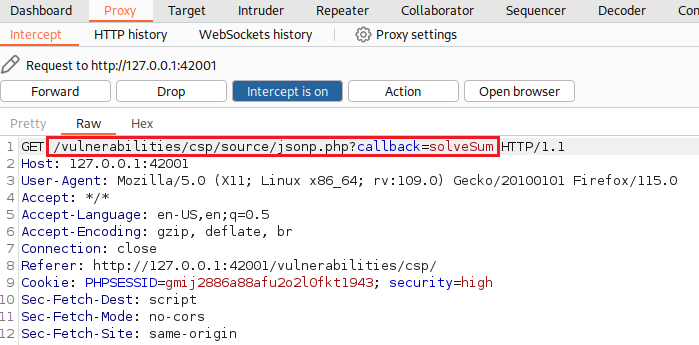 Dashboard Proxy Target Intruder Repeater Collaborator Sequencer Decoder Con
Intercept HTTP history WebSockets history Proxy settings
Request to http://127.0.0.1:42001
Forward Drop Intercept is on Action Open browser
Pretty Raw Hex
1 GET /vulnerabilities/csp/source/jsonp.php?callback=solveSum HTTP/1.1
2 Host: 127.0.0.1:42001
3 User-Agent: Mozilla/5.0 (X11; Linux x86_64; rv:109.0) Gecko/20100101 Firefox/115.0
4 Accept: */*
5 Accept-Language: en-US,en;q=0.5
6 Accept-Encoding: gzip, deflate, br
7 Connection: close
8 Referer: http://127.0.0.1:42001/vulnerabilities/csp/
9 Cookie: PHPSESSID=gmij2886a88afu2o2l0fkt1943; security=high
10 Sec-Fetch-Dest: script
11 Sec-Fetch-Mode: no-cors
12 Sec-Fetch-Site: same-origin